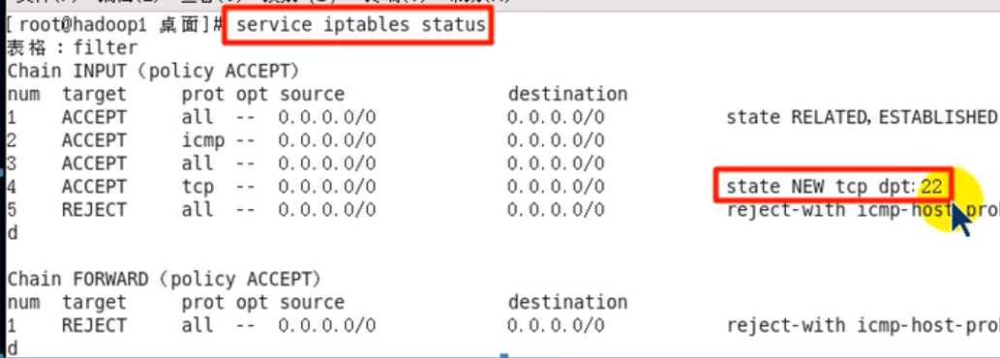 [root@hadoop1 桌面]# service iptables status
表格：filter
Chain INPUT (policy ACCEPT)
num  target     prot opt source               destination
1    ACCEPT     all  --  0.0.0.0/0            0.0.0.0/0           state RELATED,ESTABLISHED
2    ACCEPT     icmp --  0.0.0.0/0            0.0.0.0/0
3    ACCEPT     all  --  0.0.0.0/0            0.0.0.0/0
4    ACCEPT     tcp  --  0.0.0.0/0            0.0.0.0/0           state NEW tcp dpt:22
5    REJECT     all  --  0.0.0.0/0            0.0.0.0/0           reject-with icmp-host-prohi
d
Chain FORWARD (policy ACCEPT)
num  target     prot opt source               destination
1    REJECT     all  --  0.0.0.0/0            0.0.0.0/0           reject-with icmp-host-prohi
d